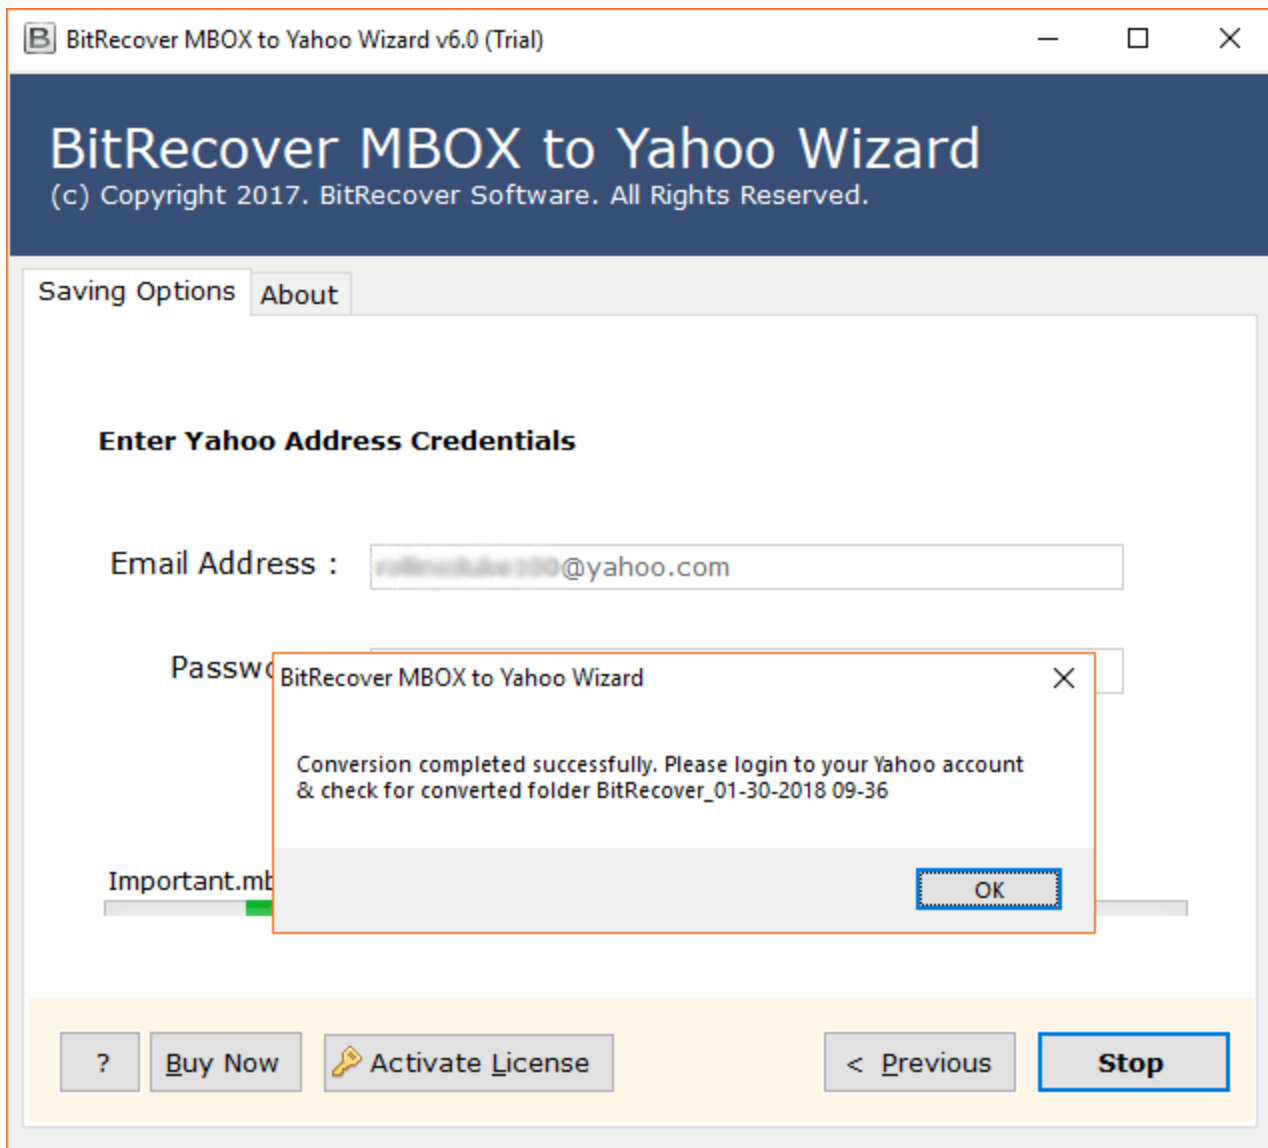 BitRecover MBOX to Yahoo Wizard v6.0 (Trial)
BitRecover MBOX to Yahoo Wizard
(c) Copyright 2017. BitRecover Software. All Rights Reserved.
Saving Options
About
Enter Yahoo Address Credentials
Email Address :
@yahoo.com
BitRecover MBOX to Yahoo Wizard
Conversion completed successfully. Please login to your Yahoo account
& check for converted folder BitRecover_01-30-2018 09-36
OK
? Buy Now Activate License < Previous Stop